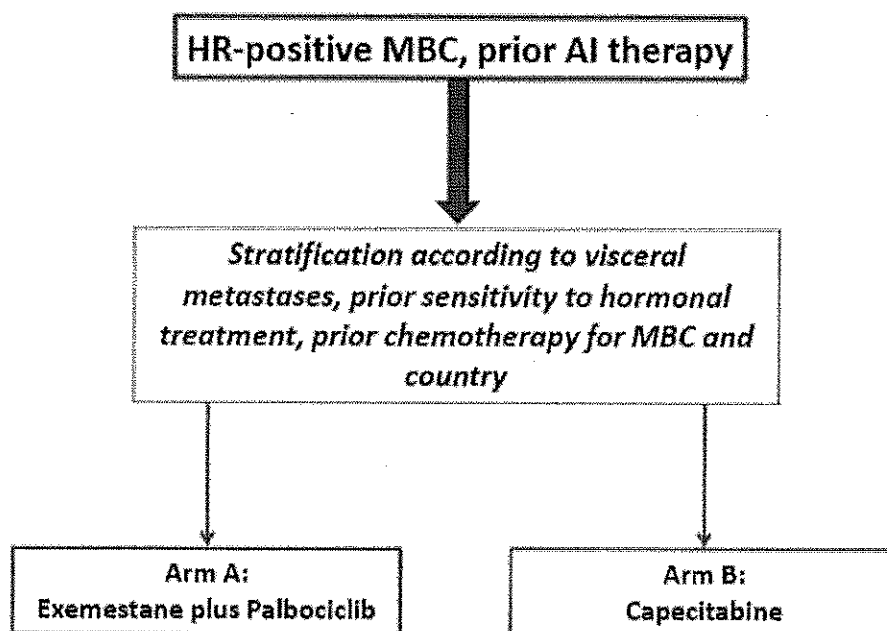 HR-positive MBC, prior AI therapy
Stratification according to visceral
metastases, prior sensitivity to hormonal
treatment, prior chemotherapy for MBC and
country
Arm A:
Exemestane plus Palbociclib
Arm B:
Capecitabine